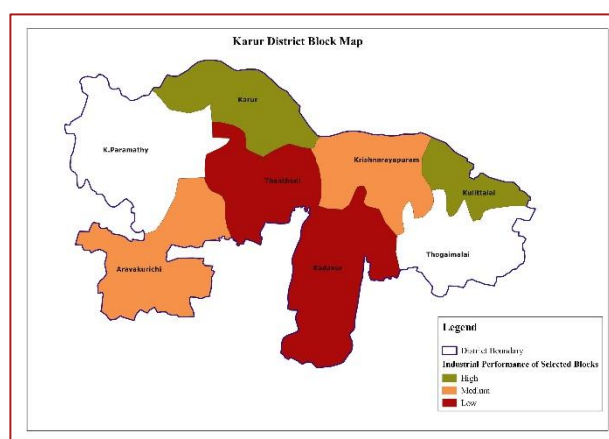 Karur District Block Map
Karur
K.Paramathy
Krishnarayapuram
Thanthoni
Kulittalai
Thogaimalai
Aravakurichi
Kadavur
Legend
District Boundary
Industrial Performance of Selected Blocks
High
Medium
Low